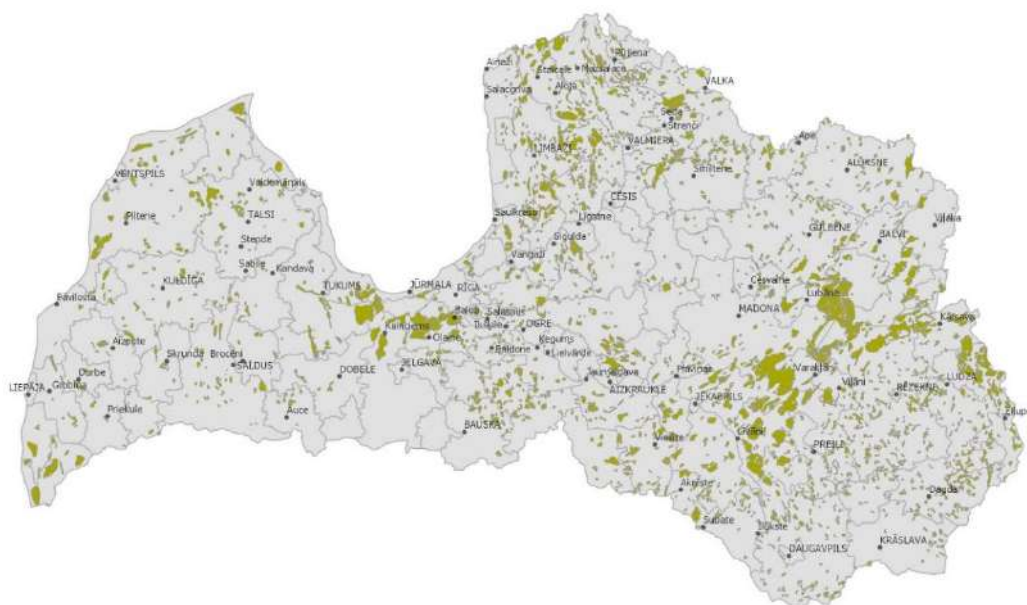 Ainaži
Staicele
Mazsalaca
Rūjiena
Salacgrīva
Aloja
VALKA
Seda
Strenči
LIMBAŽI
VALMIERA
Smiltene
Ape
ALŪKSNE
VENTSPILS
Valdemārpils
Piltene
TALSI
Stende
Sabile
Kandava
CĒSIS
Saulkrasti
Līgatne
Sigulda
Vangaži
GULBENE
BALVI
Viļaka
Pāvilosta
KULDĪGA
TUKUMS
JŪRMALA
RĪGA
Cesvaine
Lubāna
MADONA
Kārsava
Kalnciems
Olaine
Baloži
Salaspils
Ikšķile
OGRE
Baldone
Ķegums
Lielvārde
Aizpute
Skrunda
Brocēni
SALDUS
DOBELE
JELGAVA
Jaunjelgava
AIZKRAUKLE
Pļaviņas
Varakļāni
Viļāni
RĒZEKNE
LUDZA
LIEPĀJA
Grobiņa
Durbe
Priekule
Auce
BAUSKA
JĒKABPILS
Viesīte
Līvāni
PREIĻI
Aknīste
Dagda
Subate
Ilūkste
DAUGAVPILS
KRĀSLAVA